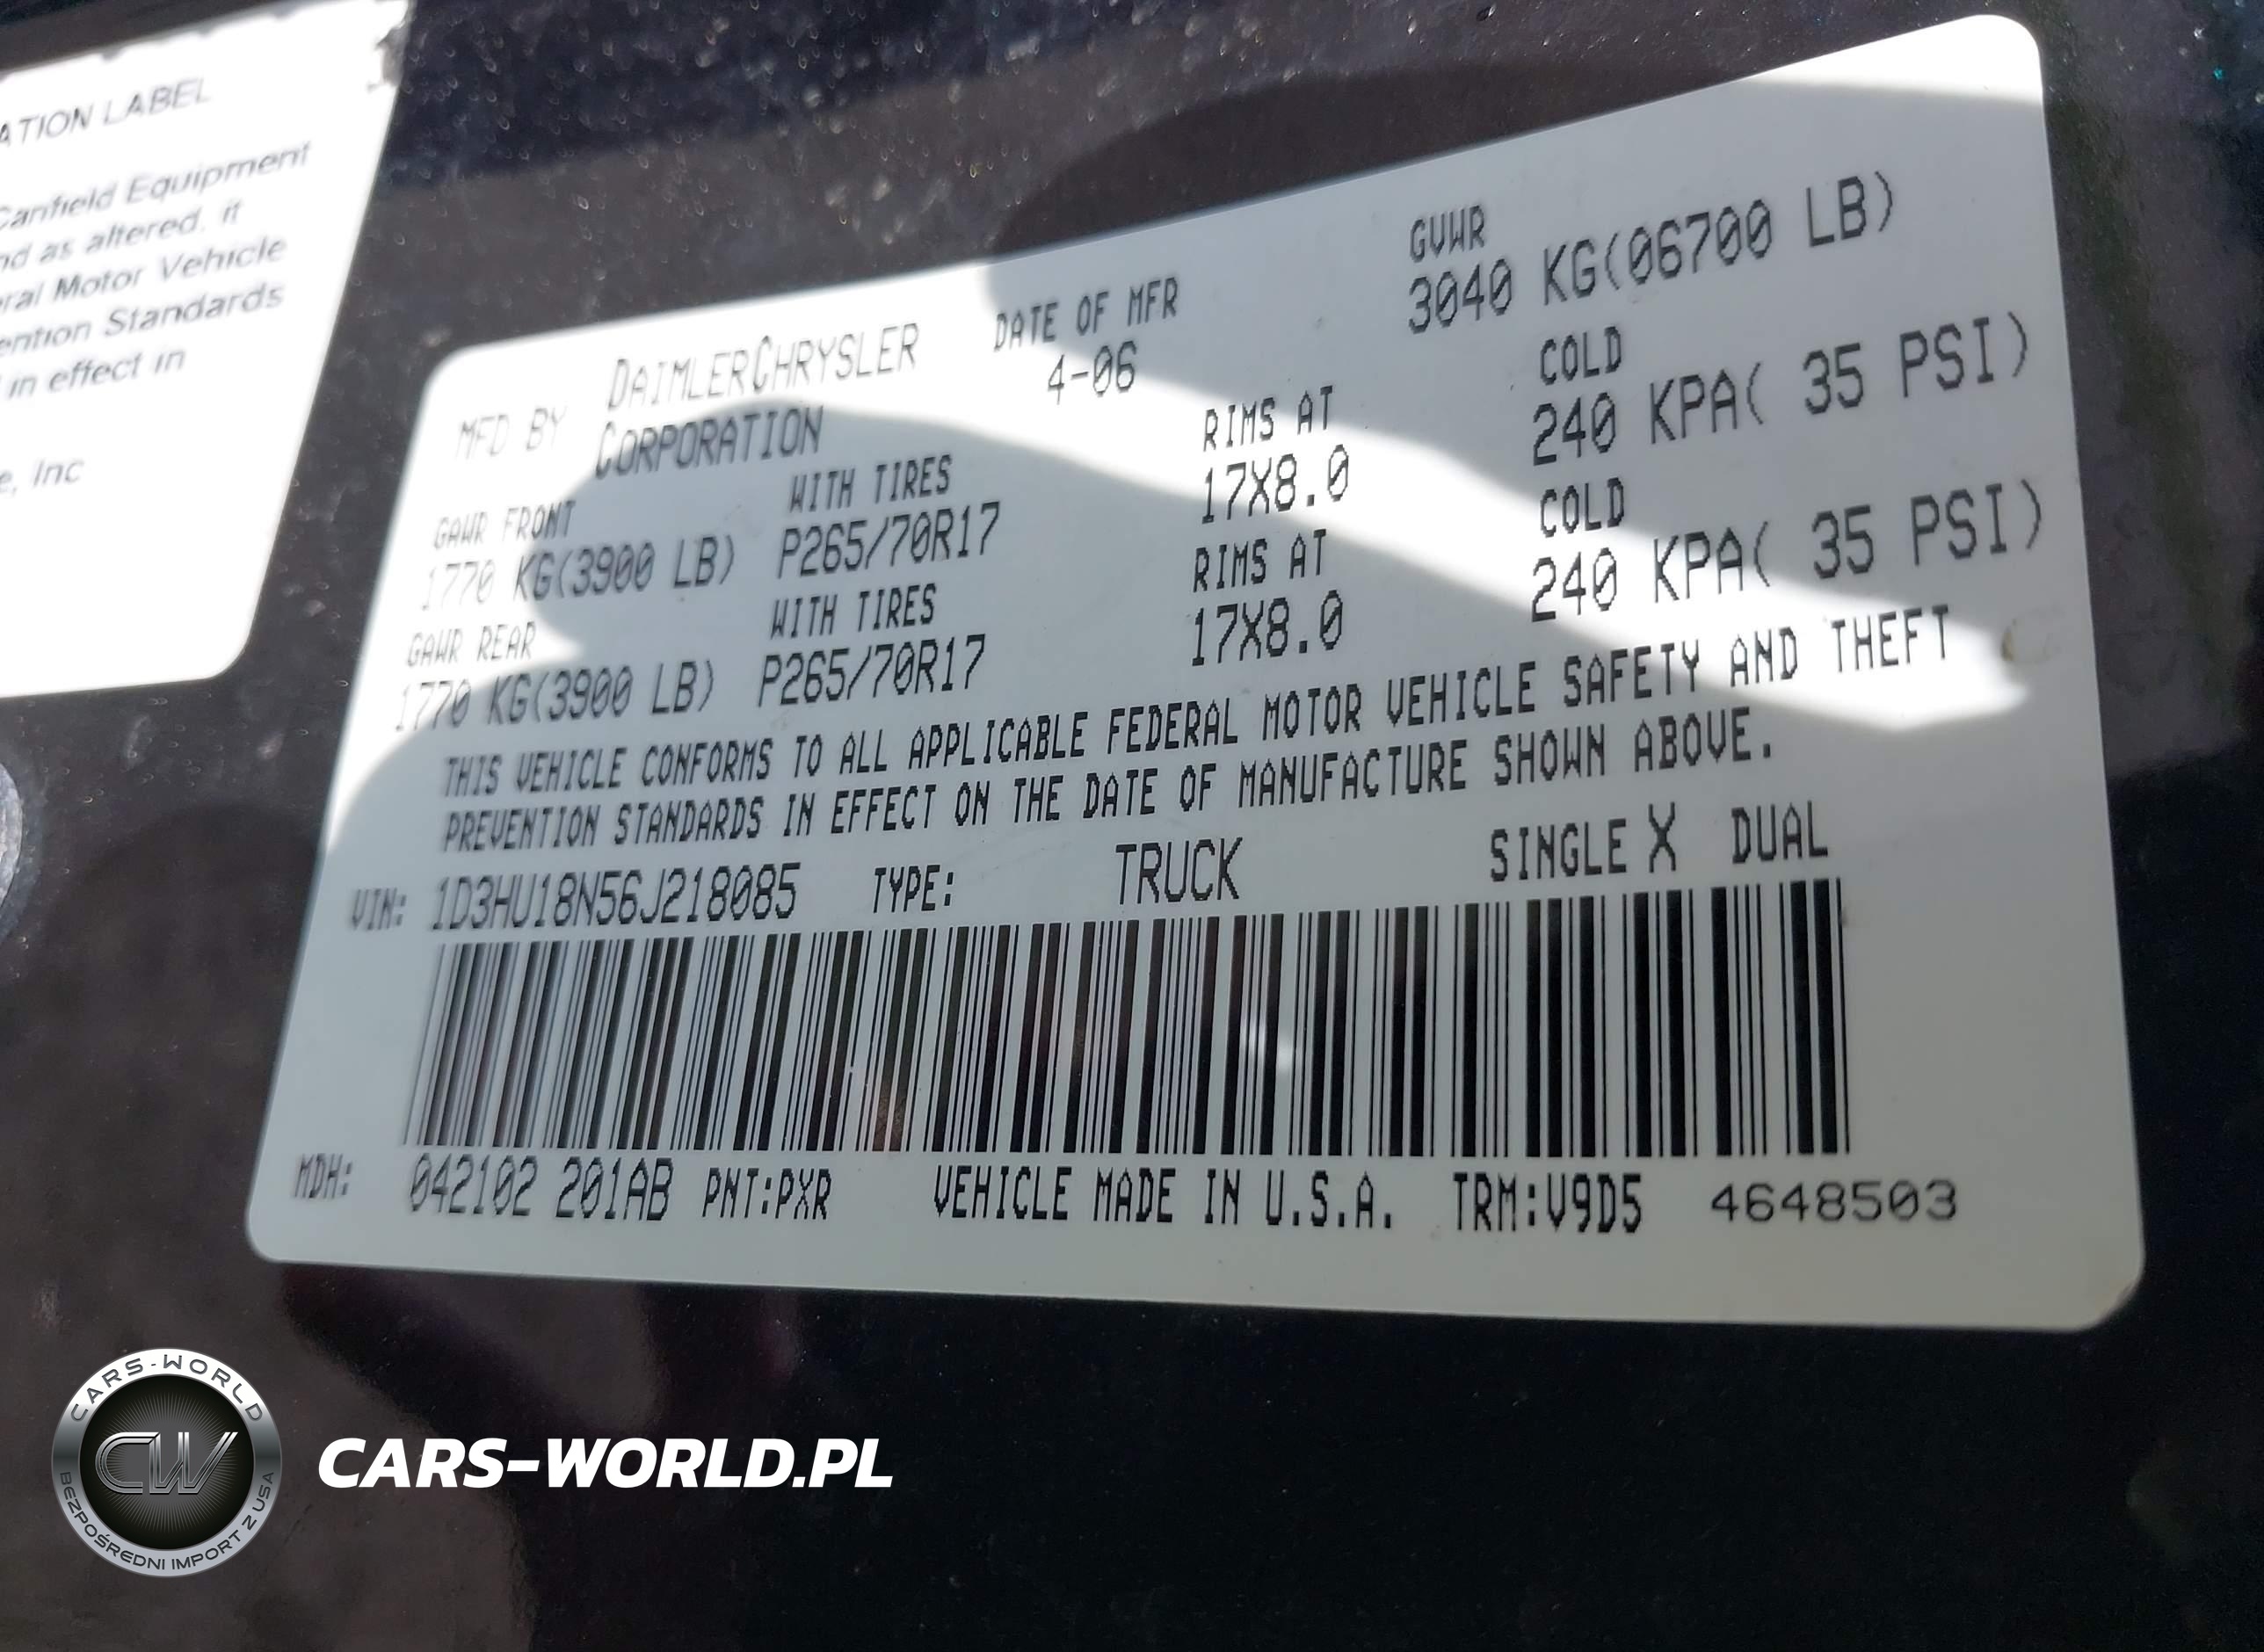 ATION LABEL
Canfield Equipment
nd as altered, it
eral Motor Vehicle
ention Standards
in effect in
e, Inc
MFD BY DAIMLERCHRYSLER
CORPORATION
DATE OF MFR
4-06
GVWR
3040 KG(06700 LB)
GAWR FRONT WITH TIRES RIMS AT COLD
1770 KG(3900 LB) P265/70R17 17X8.0 240 KPA( 35 PSI)
GAWR REAR WITH TIRES RIMS AT COLD
1770 KG(3900 LB) P265/70R17 17X8.0 240 KPA( 35 PSI)
THIS VEHICLE CONFORMS TO ALL APPLICABLE FEDERAL MOTOR VEHICLE SAFETY AND THEFT
PREVENTION STANDARDS IN EFFECT ON THE DATE OF MANUFACTURE SHOWN ABOVE.
VIN: 1D3HU18N56J218085 TYPE: TRUCK SINGLE X DUAL
MDH: 042102 201AB PNT:PXR VEHICLE MADE IN U.S.A. TRM:V9D5 4648503
CARS-WORLD
CW
BEZPOŚREDNI IMPORT Z USA
CARS-WORLD.PL